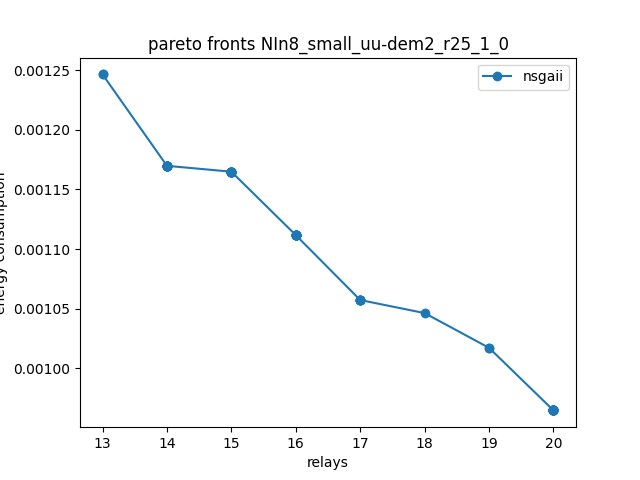 pareto fronts NIn8_small_uu-dem2_r25_1_0
nsgaii
0.00125
0.00120
0.00115
0.00110
0.00105
0.00100
energy consumption
13 14 15 16 17 18 19 20
relays